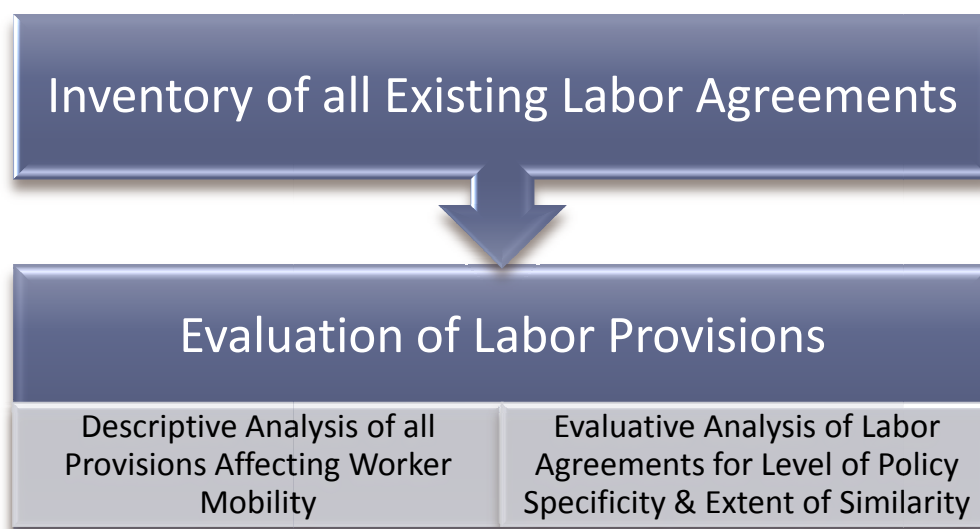 Inventory of all Existing Labor Agreements
Evaluation of Labor Provisions
Descriptive Analysis of all
Provisions Affecting Worker
Mobility
Evaluative Analysis of Labor
Agreements for Level of Policy
Specificity & Extent of Similarity